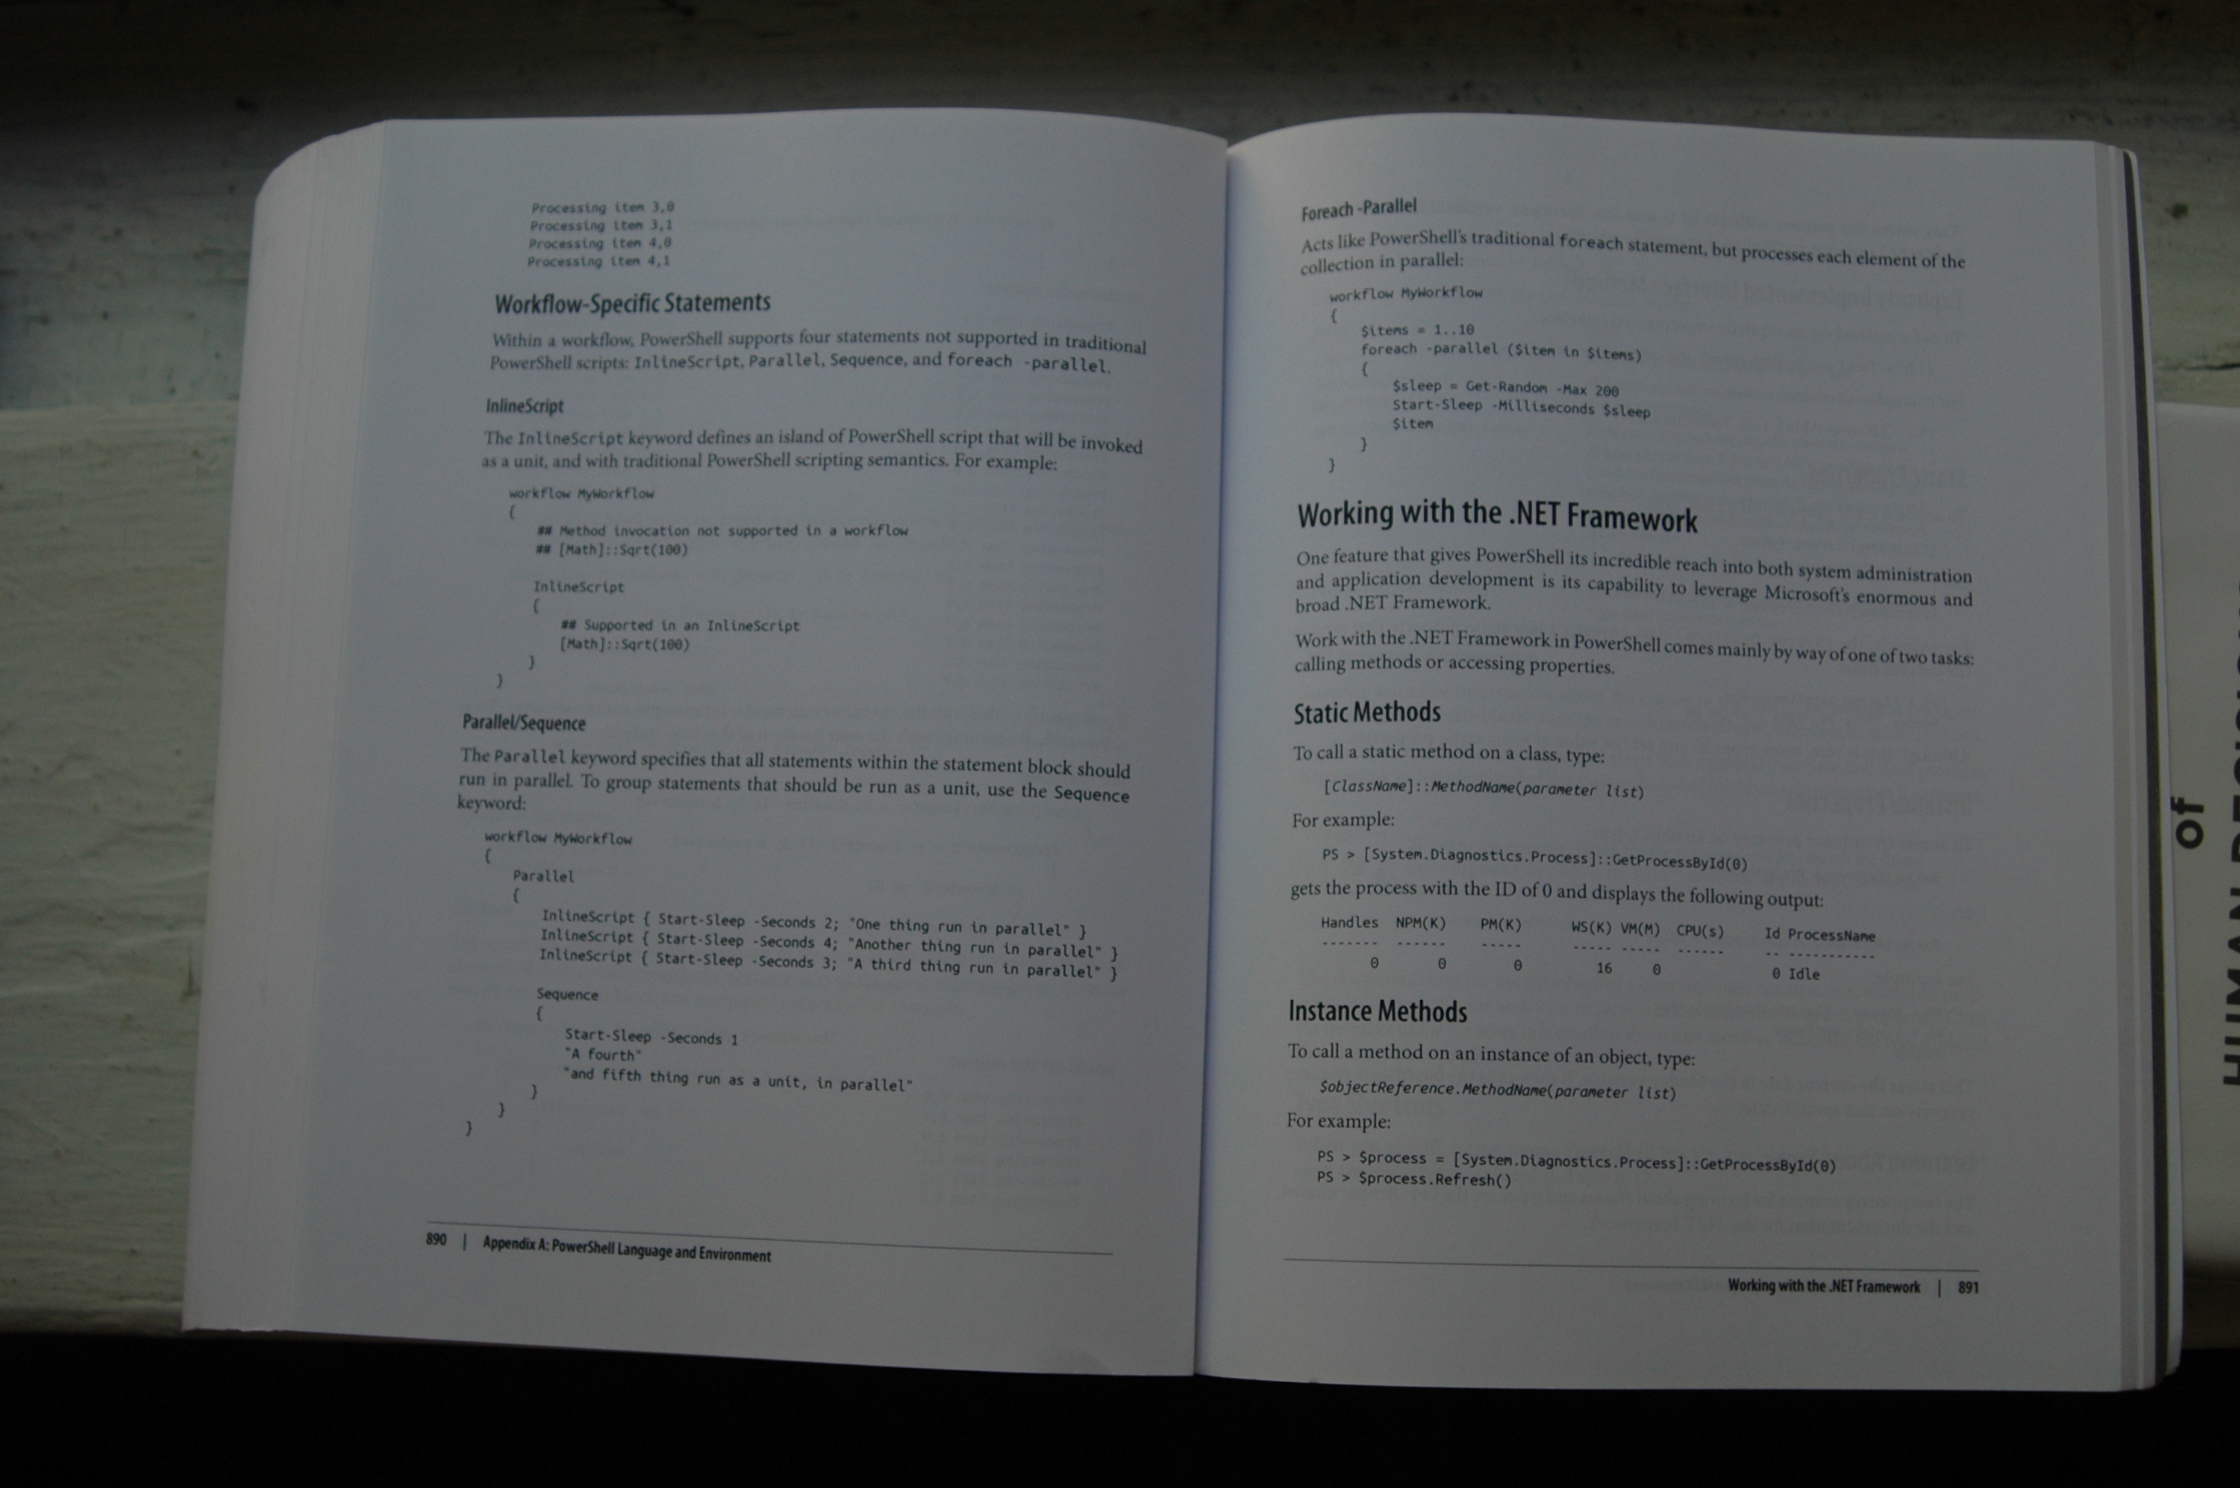 Processing item 3,0
Processing item 3,1
Processing item 4,0
Processing item 4,1
Workflow-Specific Statements
Within a workflow, PowerShell supports four statements not supported in traditional
PowerShell scripts: InlineScript, Parallel, Sequence, and foreach -parallel.
InlineScript
The InlineScript keyword defines an island of PowerShell script that will be invoked
as a unit, and with traditional PowerShell scripting semantics. For example:
workflow MyWorkflow
{
## Method invocation not supported in a workflow
## [Math]::Sqrt(100)
InlineScript
{
## Supported in an InlineScript
[Math]::Sqrt(100)
}
}
Parallel/Sequence
The Parallel keyword specifies that all statements within the statement block should
run in parallel. To group statements that should be run as a unit, use the Sequence
keyword:
workflow MyWorkflow
{
Parallel
{
InlineScript { Start-Sleep -Seconds 2; "One thing run in parallel" }
InlineScript { Start-Sleep -Seconds 4; "Another thing run in parallel" }
InlineScript { Start-Sleep -Seconds 3; "A third thing run in parallel" }
Sequence
{
Start-Sleep -Seconds 1
"A fourth"
"and fifth thing run as a unit, in parallel"
}
}
}
890 | Appendix A: PowerShell Language and Environment
Foreach -Parallel
Acts like PowerShell's traditional foreach statement, but processes each element of the
collection in parallel:
workflow MyWorkflow
{
$items = 1..10
foreach -parallel ($item in $items)
{
$sleep = Get-Random -Max 200
Start-Sleep -Milliseconds $sleep
$item
}
}
Working with the .NET Framework
One feature that gives PowerShell its incredible reach into both system administration
and application development is its capability to leverage Microsoft's enormous and
broad .NET Framework.
Work with the .NET Framework in PowerShell comes mainly by way of one of two tasks:
calling methods or accessing properties.
Static Methods
To call a static method on a class, type:
[ClassName]::MethodName(parameter list)
For example:
PS > [System.Diagnostics.Process]::GetProcessById(0)
gets the process with the ID of 0 and displays the following output:
Handles NPM(K) PM(K) WS(K) VM(M) CPU(s) Id ProcessName
------- ------ ----- ----- ----- ------ -- -----------
0 0 0 16 0 0 Idle
Instance Methods
To call a method on an instance of an object, type:
$objectReference.MethodName(parameter list)
For example:
PS > $process = [System.Diagnostics.Process]::GetProcessById(0)
PS > $process.Refresh()
Working with the .NET Framework | 891
of
HUMAN